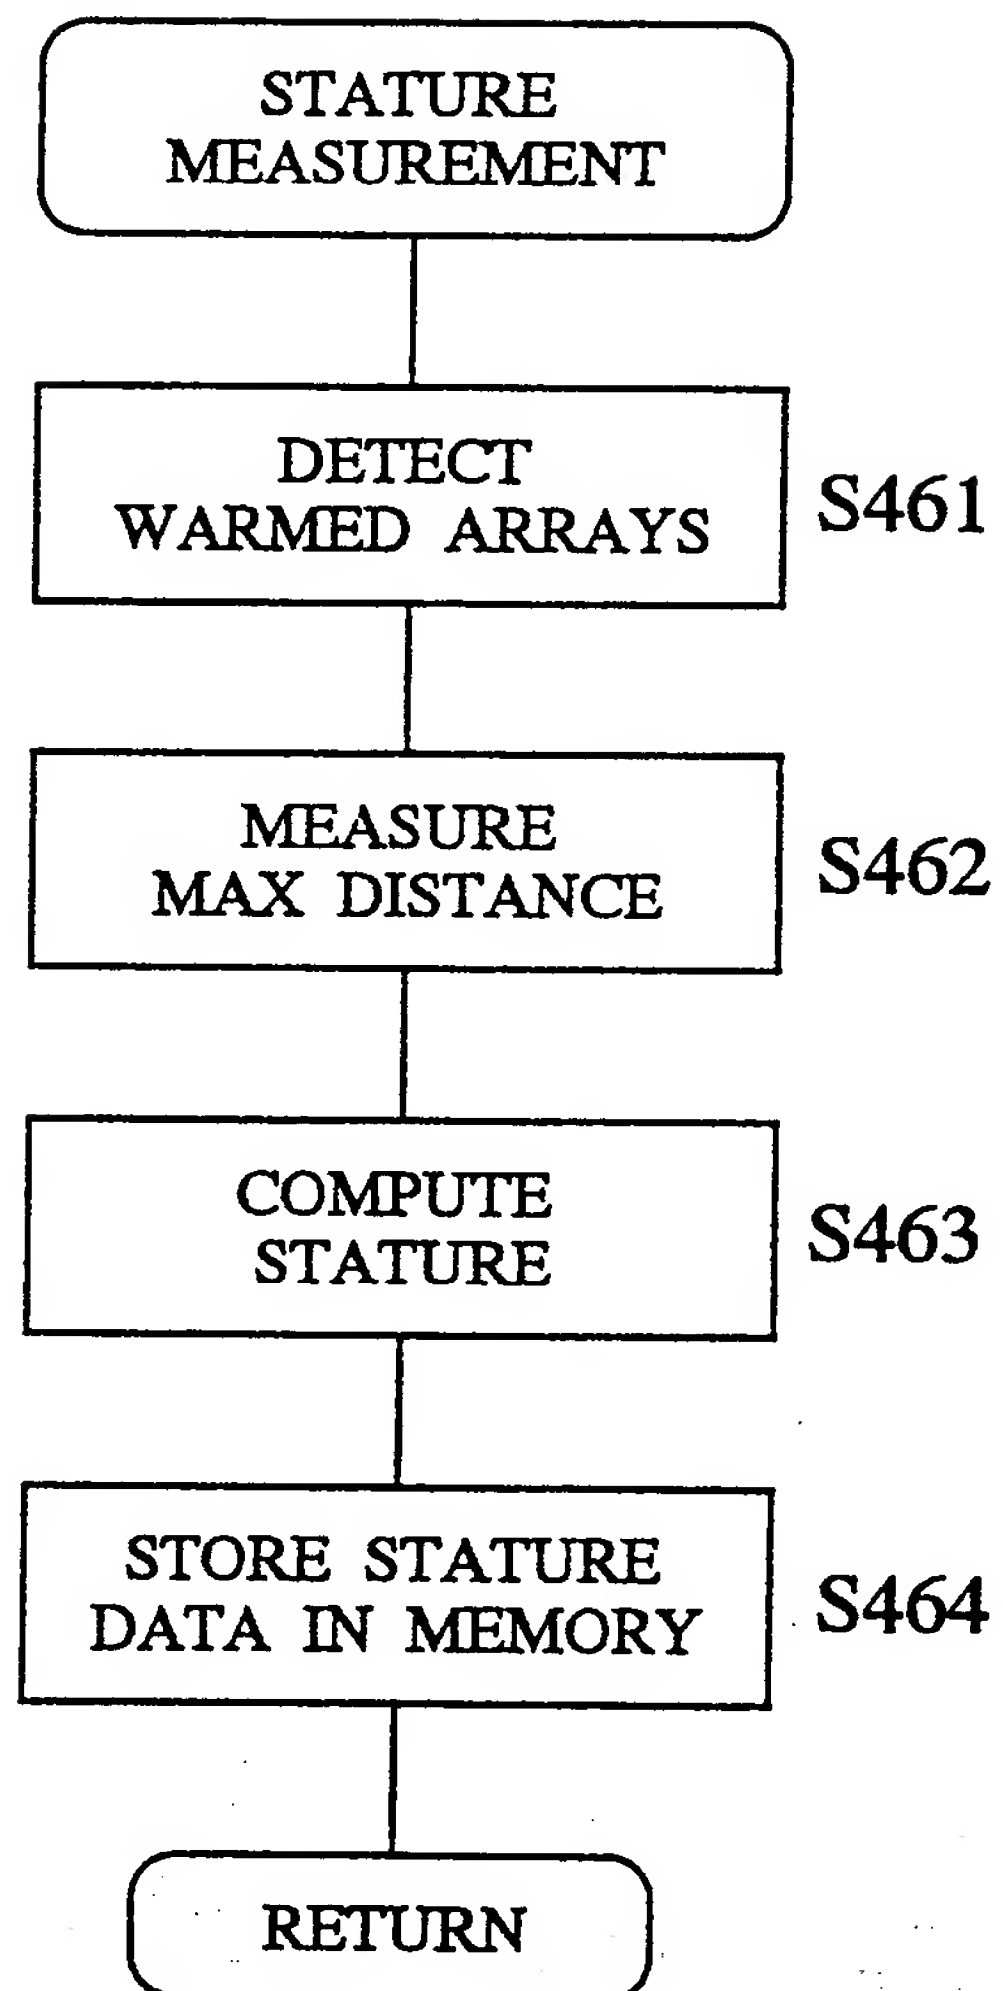 STATURE
MEASUREMENT
DETECT
WARMED ARRAYS
S461
MEASURE
MAX DISTANCE
S462
COMPUTE
STATURE
S463
STORE STATURE
DATA IN MEMORY
S464
RETURN